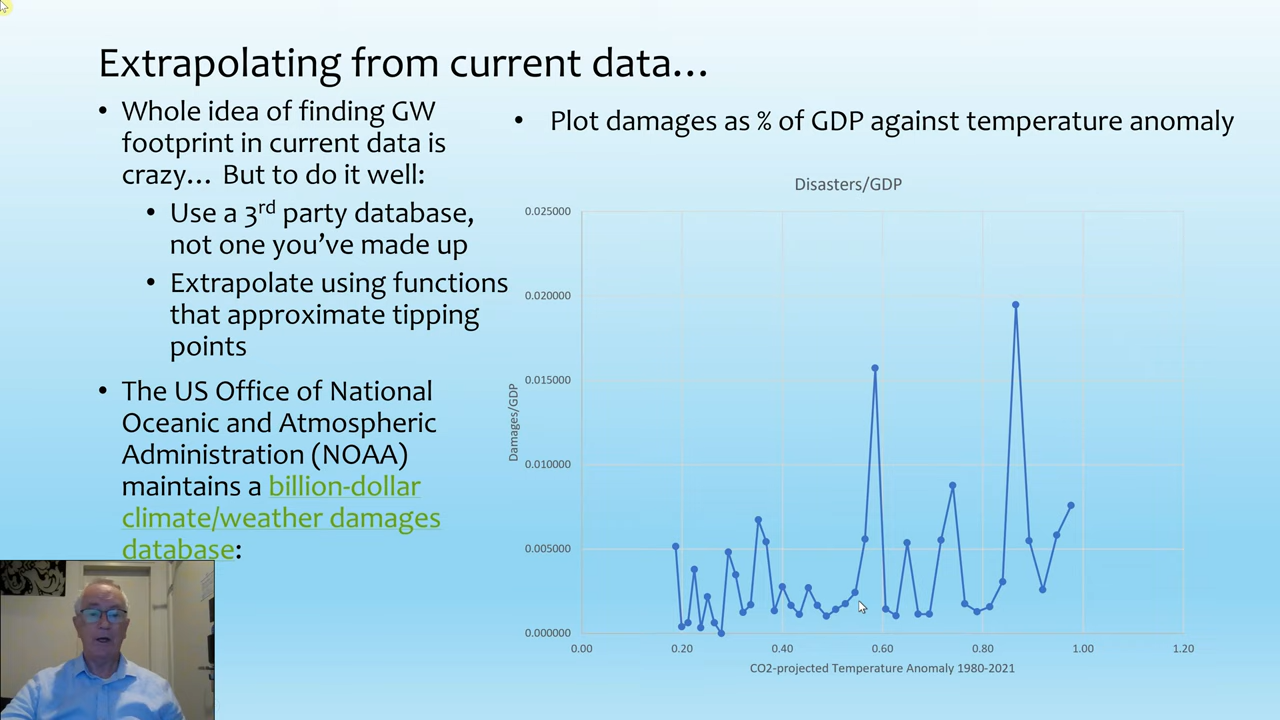 Extrapolating from current data…
• Whole idea of finding GW
footprint in current data is
crazy… But to do it well:
• Use a 3rd party database,
not one you've made up
• Extrapolate using functions
that approximate tipping
points
• The US Office of National
Oceanic and Atmospheric
Administration (NOAA)
maintains a billion-dollar
climate/weather damages
database:
• Plot damages as % of GDP against temperature anomaly
Disasters/GDP
Damages/GDP
0.025000
0.020000
0.015000
0.010000
0.005000
0.000000
0.00 0.20 0.40 0.60 0.80 1.00 1.20
CO2-projected Temperature Anomaly 1980-2021